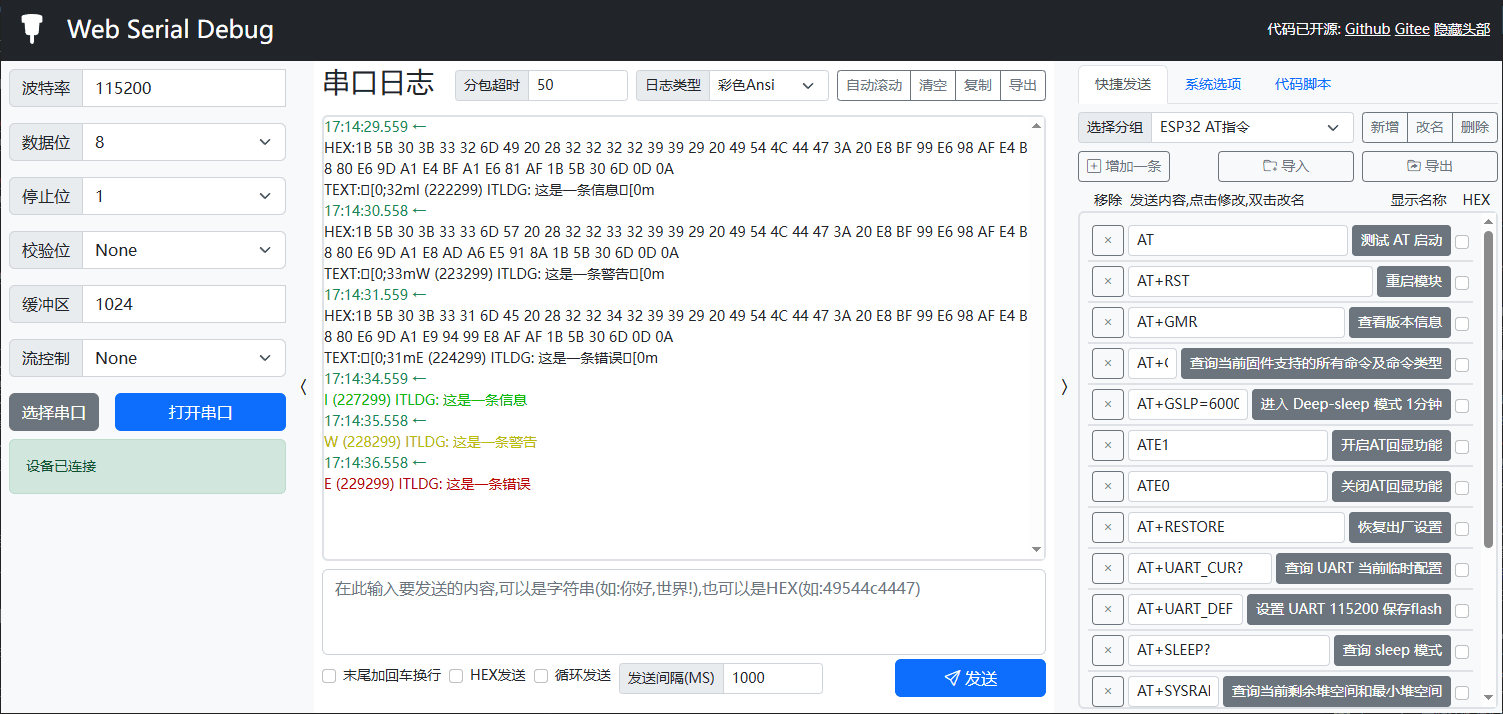 Web Serial Debug
代码已开源: Github Gitee 隐藏头部
波特率 115200
数据位 8
停止位 1
校验位 None
缓冲区 1024
流控制 None
选择串口 打开串口
设备已连接
串口日志 分包超时 50 日志类型 彩色Ansi 自动滚动 清空 复制 导出
17:14:29.559 ←
HEX:1B 5B 30 3B 33 32 6D 49 20 28 32 32 32 32 39 39 29 20 49 54 4C 44 47 3A 20 E8 BF 99 E6 98 AF E4 B
8 80 E6 9D A1 E4 BF A1 E6 81 AF 1B 5B 30 6D 0D 0A
TEXT:▯[0;32mI (222299) ITLDG: 这是一条信息▯[0m
17:14:30.558 ←
HEX:1B 5B 30 3B 33 33 6D 57 20 28 32 32 33 32 39 39 29 20 49 54 4C 44 47 3A 20 E8 BF 99 E6 98 AF E4 B
8 80 E6 9D A1 E8 AD A6 E5 91 8A 1B 5B 30 6D 0D 0A
TEXT:▯[0;33mW (223299) ITLDG: 这是一条警告▯[0m
17:14:31.559 ←
HEX:1B 5B 30 3B 33 31 6D 45 20 28 32 32 34 32 39 39 29 20 49 54 4C 44 47 3A 20 E8 BF 99 E6 98 AF E4 B
8 80 E6 9D A1 E9 94 99 E8 AF AF 1B 5B 30 6D 0D 0A
TEXT:▯[0;31mE (224299) ITLDG: 这是一条错误▯[0m
17:14:34.559 ←
I (227299) ITLDG: 这是一条信息
17:14:35.558 ←
W (228299) ITLDG: 这是一条警告
17:14:36.558 ←
E (229299) ITLDG: 这是一条错误
在此输入要发送的内容,可以是字符串(如:你好,世界!),也可以是HEX(如:49544c4447)
末尾加回车换行 HEX发送 循环发送 发送间隔(MS) 1000 发送
快捷发送 系统选项 代码脚本
选择分组 ESP32 AT指令 新增 改名 删除
增加一条 导入 导出
移除 发送内容,点击修改,双击改名 显示名称 HEX
× AT 测试 AT 启动
× AT+RST 重启模块
× AT+GMR 查看版本信息
× AT+C 查询当前固件支持的所有命令及命令类型
× AT+GSLP=6000 进入 Deep-sleep 模式 1分钟
× ATE1 开启AT回显功能
× ATE0 关闭AT回显功能
× AT+RESTORE 恢复出厂设置
× AT+UART_CUR? 查询 UART 当前临时配置
× AT+UART_DEF 设置 UART 115200 保存flash
× AT+SLEEP? 查询 sleep 模式
× AT+SYSRAI 查询当前剩余堆空间和最小堆空间